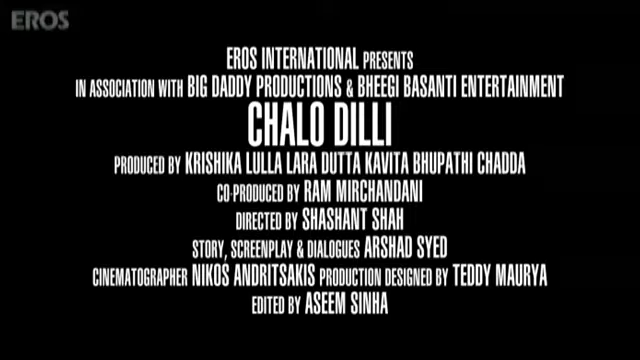 EROS
EROS INTERNATIONAL PRESENTS
IN ASSOCIATION WITH BIG DADDY PRODUCTIONS & BHEEGI BASANTI ENTERTAINMENT
CHALO DILLI
PRODUCED BY KRISHIKA LULLA LARA DUTTA KAVITA BHUPATHI CHADDA
CO-PRODUCED BY RAM MIRCHANDANI
DIRECTED BY SHASHANT SHAH
STORY, SCREENPLAY & DIALOGUES ARSHAD SYED
CINEMATOGRAPHER NIKOS ANDRITSAKIS PRODUCTION DESIGNED BY TEDDY MAURYA
EDITED BY ASEEM SINHA